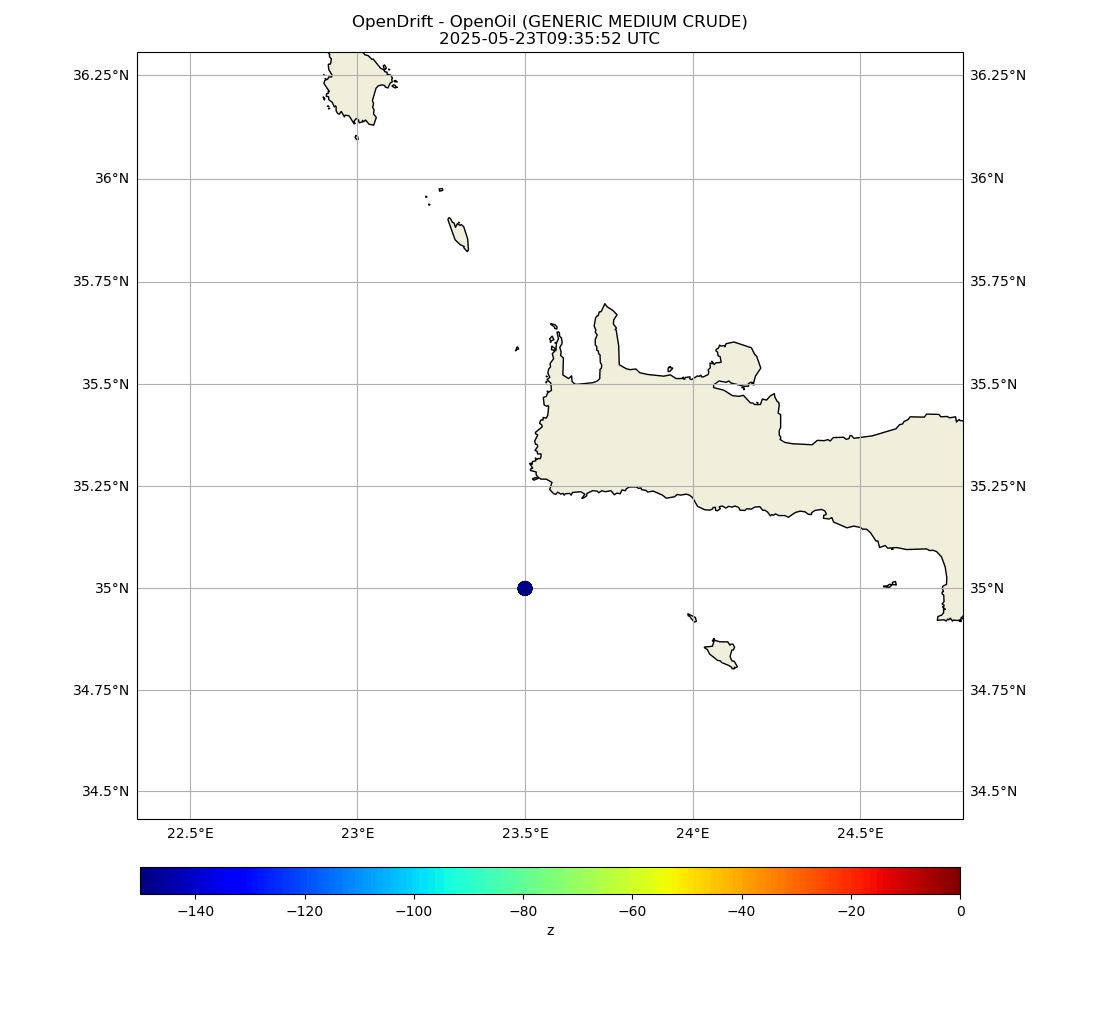 OpenDrift - OpenOil (GENERIC MEDIUM CRUDE)
2025-05-23T09:35:52 UTC
36.25°N 36.25°N
36°N 36°N
35.75°N 35.75°N
35.5°N 35.5°N
35.25°N 35.25°N
35°N 35°N
34.75°N 34.75°N
34.5°N 34.5°N
22.5°E 23°E 23.5°E 24°E 24.5°E
−140 −120 −100 −80 −60 −40 −20 0
z